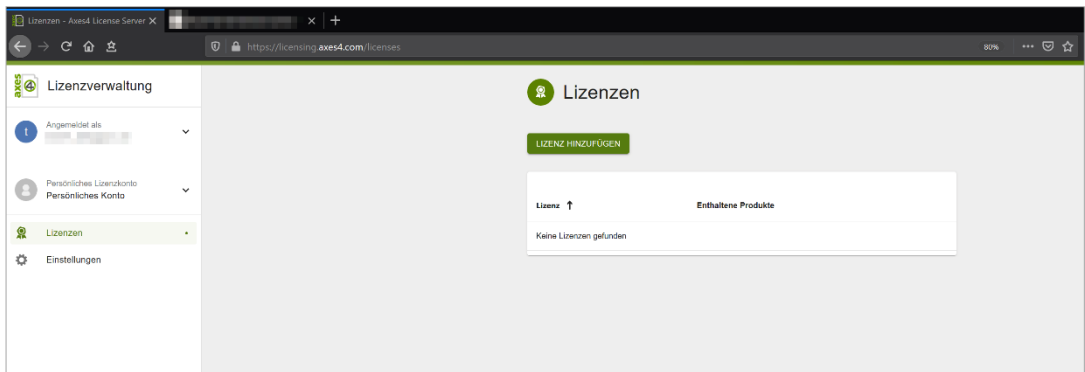 Lizenzen - Axes4 License Server
https://licensing.axes4.com/licenses
80%
axes4
Lizenzverwaltung
t
Angemeldet als
Persönliches Lizenzkonto
Persönliches Konto
Lizenzen
Einstellungen
Lizenzen
LIZENZ HINZUFÜGEN
Lizenz Enthaltene Produkte
Keine Lizenzen gefunden